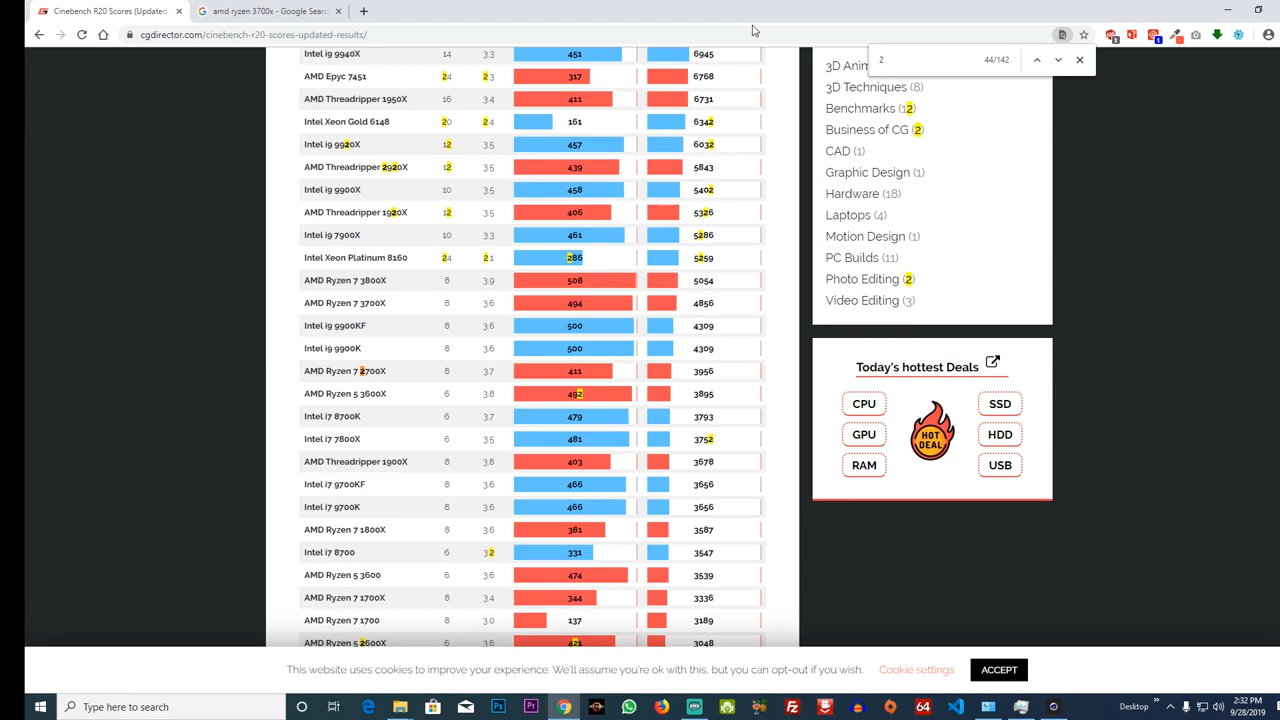 Cinebench R20 Scores (Updated
amd ryzen 3700x - Google Searc
cgdirector.com/cinebench-r20-scores-updated-results/
2
44/142
Intel i9 9940X 14 3.3 451 6945
AMD Epyc 7451 24 2.3 317 6768
AMD Threadripper 1950X 16 3.4 411 6731
Intel Xeon Gold 6148 20 2.4 161 6342
Intel i9 9920X 12 3.5 457 6032
AMD Threadripper 2920X 12 3.5 439 5843
Intel i9 9900X 10 3.5 458 5402
AMD Threadripper 1920X 12 3.5 406 5326
Intel i9 7900X 10 3.3 461 5286
Intel Xeon Platinum 8160 24 2.1 286 5259
AMD Ryzen 7 3800X 8 3.9 508 5054
AMD Ryzen 7 3700X 8 3.6 494 4856
Intel i9 9900KF 8 3.6 500 4309
Intel i9 9900K 8 3.6 500 4309
AMD Ryzen 7 2700X 8 3.7 411 3956
AMD Ryzen 5 3600X 6 3.8 492 3895
Intel i7 8700K 6 3.7 479 3793
Intel i7 7800X 6 3.5 481 3752
AMD Threadripper 1900X 8 3.8 403 3678
Intel i7 9700KF 8 3.6 466 3656
Intel i7 9700K 8 3.6 466 3656
AMD Ryzen 7 1800X 8 3.6 381 3587
Intel i7 8700 6 3.2 331 3547
AMD Ryzen 5 3600 6 3.6 474 3539
AMD Ryzen 7 1700X 8 3.4 344 3336
AMD Ryzen 7 1700 8 3.0 137 3189
AMD Ryzen 5 2600X 6 3.6 421 3048
3D Anim
3D Techniques (8)
Benchmarks (12)
Business of CG (2)
CAD (1)
Graphic Design (1)
Hardware (18)
Laptops (4)
Motion Design (1)
PC Builds (11)
Photo Editing (2)
Video Editing (3)
Today's hottest Deals
CPU
SSD
GPU
HOT
DEAL
HDD
RAM
USB
This website uses cookies to improve your experience. We'll assume you're ok with this, but you can opt-out if you wish.
Cookie settings
ACCEPT
Type here to search
Desktop
2:32 PM
9/28/2019